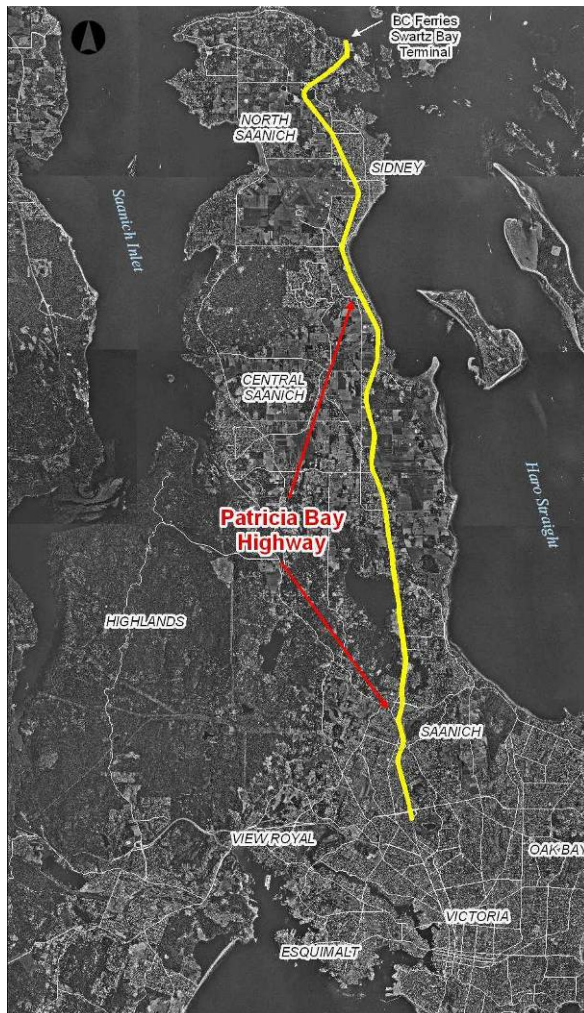 BC Ferries
Swartz Bay
Terminal
NORTH
SAANICH
SIDNEY
Saanich Inlet
CENTRAL
SAANICH
Haro Straight
Patricia Bay
Highway
HIGHLANDS
SAANICH
VIEW ROYAL
OAK BAY
VICTORIA
ESQUIMALT